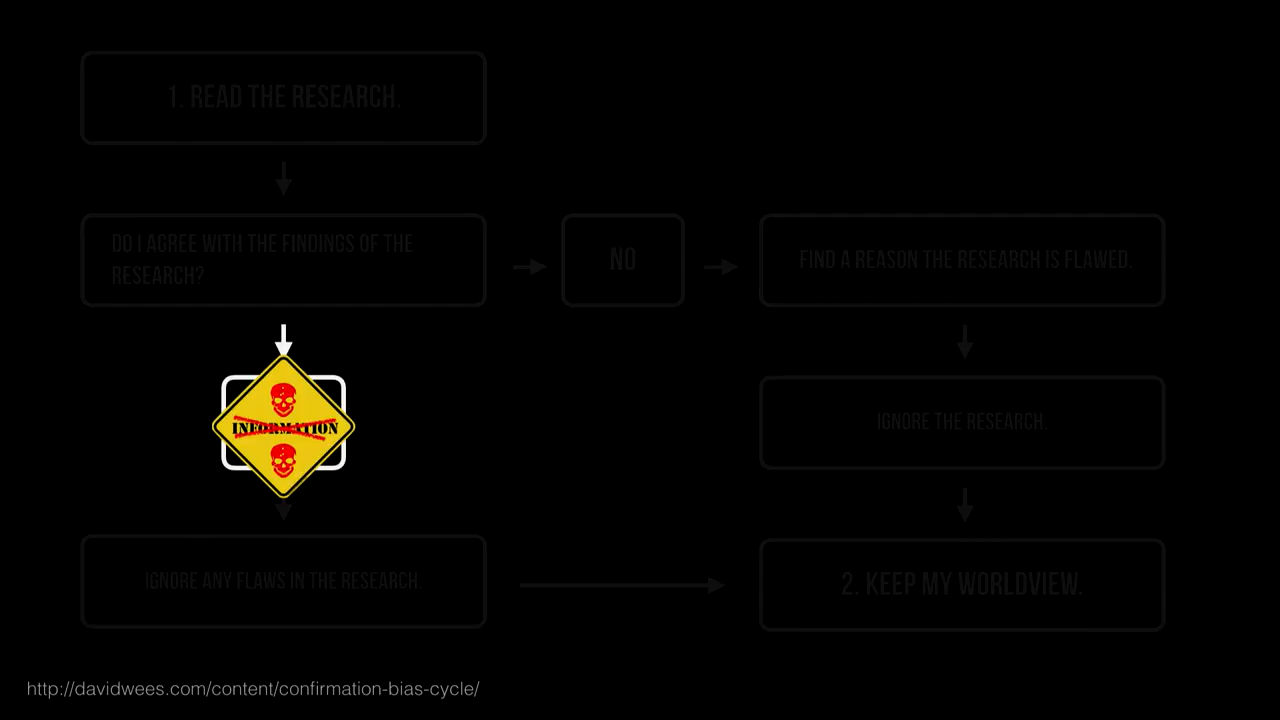 1. READ THE RESEARCH.
DO I AGREE WITH THE FINDINGS OF THE
RESEARCH?
NO
FIND A REASON THE RESEARCH IS FLAWED.
INFORMATION
IGNORE THE RESEARCH.
IGNORE ANY FLAWS IN THE RESEARCH.
2. KEEP MY WORLDVIEW.
http://davidwees.com/content/confirmation-bias-cycle/